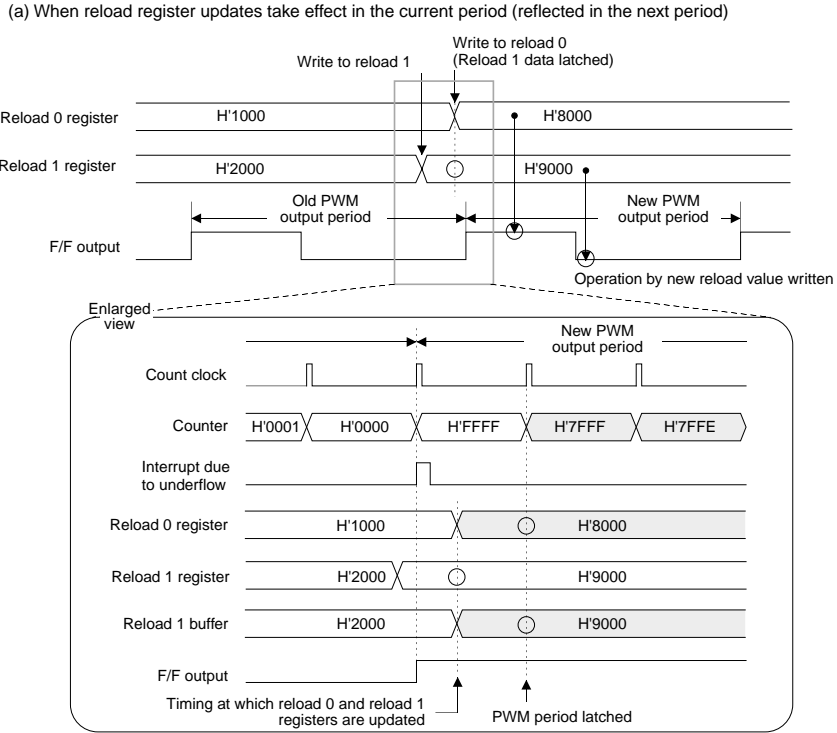 (a) When reload register updates take effect in the current period (reflected in the next period)
Write to reload 0
Write to reload 1
(Reload 1 data latched)
Reload 0 register
H'1000
H'8000
Reload 1 register
H'2000
H'9000
Old PWM
output period
New PWM
output period
F/F output
Operation by new reload value written
Enlarged
view
New PWM
output period
Count clock
Counter
H'0001
H'0000
H'FFFF
H'7FFF
H'7FFE
Interrupt due
to underflow
Reload 0 register
H'1000
H'8000
Reload 1 register
H'2000
H'9000
Reload 1 buffer
H'2000
H'9000
F/F output
Timing at which reload 0 and reload 1
registers are updated
PWM period latched